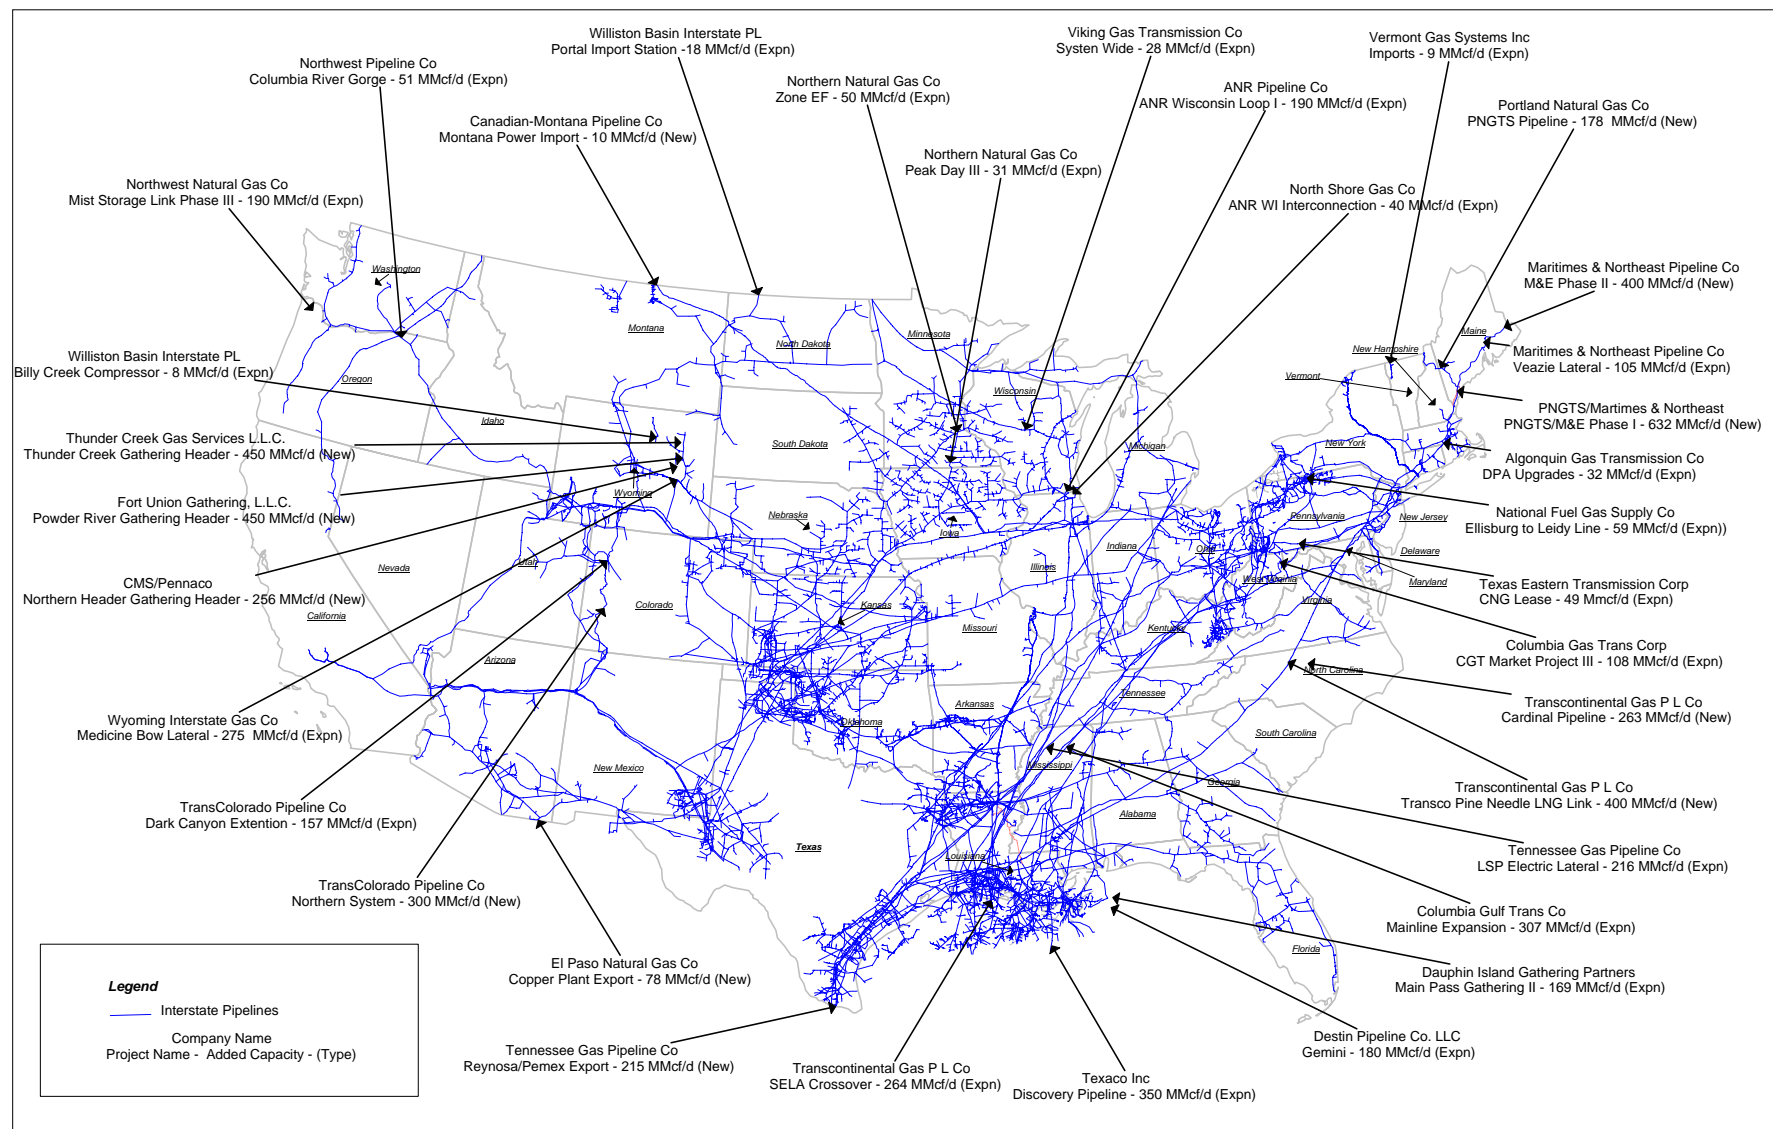 Williston Basin Interstate PL
Portal Import Station -18 MMcf/d (Expn)
Viking Gas Transmission Co
Systen Wide - 28 MMcf/d (Expn)
Vermont Gas Systems Inc
Imports - 9 MMcf/d (Expn)
Northwest Pipeline Co
Columbia River Gorge - 51 MMcf/d (Expn)
Northern Natural Gas Co
Zone EF - 50 MMcf/d (Expn)
ANR Pipeline Co
ANR Wisconsin Loop I - 190 MMcf/d (Expn)
Portland Natural Gas Co
PNGTS Pipeline - 178 MMcf/d (New)
Canadian-Montana Pipeline Co
Montana Power Import - 10 MMcf/d (New)
Northern Natural Gas Co
Peak Day III - 31 MMcf/d (Expn)
Northwest Natural Gas Co
Mist Storage Link Phase III - 190 MMcf/d (Expn)
North Shore Gas Co
ANR WI Interconnection - 40 MMcf/d (Expn)
Maritimes & Northeast Pipeline Co
M&E Phase II - 400 MMcf/d (New)
Washington
Montana
North Dakota
Minnesota
Maine
New Hampshire
Vermont
Maritimes & Northeast Pipeline Co
Veazie Lateral - 105 MMcf/d (Expn)
Williston Basin Interstate PL
Billy Creek Compressor - 8 MMcf/d (Expn)
Oregon
Idaho
Wisconsin
PNGTS/Martimes & Northeast
PNGTS/M&E Phase I - 632 MMcf/d (New)
Thunder Creek Gas Services L.L.C.
Thunder Creek Gathering Header - 450 MMcf/d (New)
South Dakota
Michigan
New York
Algonquin Gas Transmission Co
DPA Upgrades - 32 MMcf/d (Expn)
Fort Union Gathering, L.L.C.
Powder River Gathering Header - 450 MMcf/d (New)
Wyoming
Nebraska
Iowa
Pennsylvania
New Jersey
National Fuel Gas Supply Co
Ellisburg to Leidy Line - 59 MMcf/d (Expn))
CMS/Pennaco
Northern Header Gathering Header - 256 MMcf/d (New)
Nevada
Utah
Illineis
Indiana
Ohio
Delaware
West Virginia
Maryland
Texas Eastern Transmission Corp
CNG Lease - 49 Mmcf/d (Expn)
California
Colorado
Kansas
Missouri
Kentucky
Virginia
Columbia Gas Trans Corp
CGT Market Project III - 108 MMcf/d (Expn)
Arizona
North Carolina
Tennessee
Transcontinental Gas P L Co
Cardinal Pipeline - 263 MMcf/d (New)
Wyoming Interstate Gas Co
Medicine Bow Lateral - 275 MMcf/d (Expn)
Oklahoma
Arkansas
South Carolina
New Mexico
Mississippi
Georgia
Transcontinental Gas P L Co
Transco Pine Needle LNG Link - 400 MMcf/d (New)
TransColorado Pipeline Co
Dark Canyon Extention - 157 MMcf/d (Expn)
Texas
Louisiana
Alabama
Tennessee Gas Pipeline Co
LSP Electric Lateral - 216 MMcf/d (Expn)
TransColorado Pipeline Co
Northern System - 300 MMcf/d (New)
Columbia Gulf Trans Co
Mainline Expansion - 307 MMcf/d (Expn)
Florida
El Paso Natural Gas Co
Copper Plant Export - 78 MMcf/d (New)
Dauphin Island Gathering Partners
Main Pass Gathering II - 169 MMcf/d (Expn)
Tennessee Gas Pipeline Co
Reynosa/Pemex Export - 215 MMcf/d (New)
Transcontinental Gas P L Co
SELA Crossover - 264 MMcf/d (Expn)
Texaco Inc
Discovery Pipeline - 350 MMcf/d (Expn)
Destin Pipeline Co. LLC
Gemini - 180 MMcf/d (Expn)
Legend
Interstate Pipelines
Company Name
Project Name - Added Capacity - (Type)